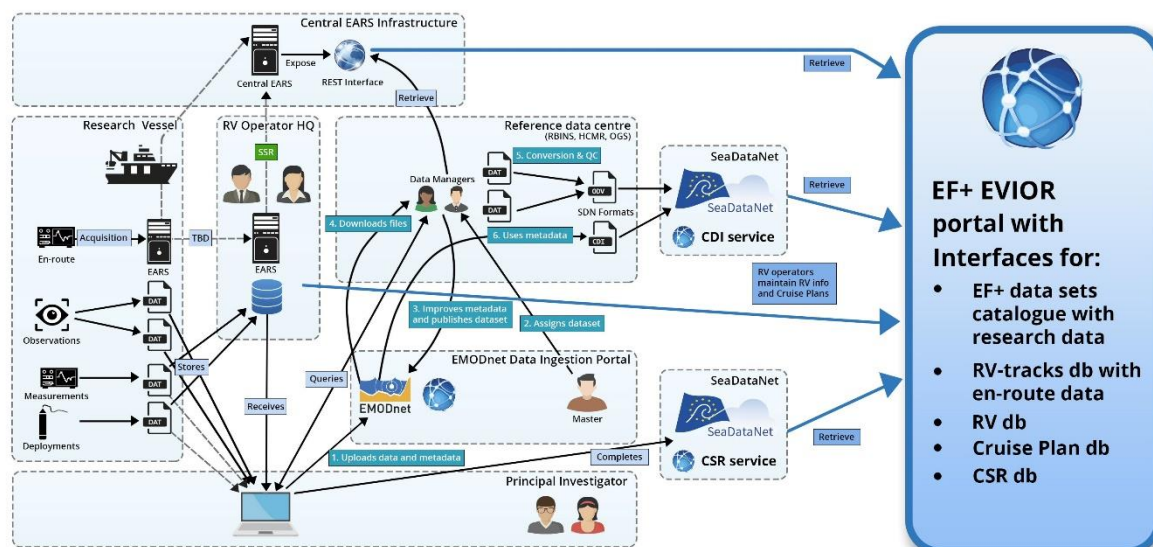 Central EARS Infrastructure
Central EARS
Expose
REST Interface
Retrieve
Retrieve
Research Vessel
En-route
Acquisition
EARS
TBD
DAT
DAT
DAT
DAT
Observations
Measurements
Deployments
Stores
RV Operator HQ
SSR
EARS
Receives
Reference data centre
(RBINS, HCMR, OGS)
Data Managers
DAT
DAT
5. Conversion & QC
ODV
SDN Formats
4. Downloads files
6. Uses metadata
CDI
3. Improves metadata
and publishes dataset
2. Assigns dataset
Queries
EMODnet Data Ingestion Portal
EMODnet
Master
1. Uploads data and metadata
Completes
Principal Investigator
SeaDataNet
SeaDataNet
CDI service
Retrieve
RV operators
maintain RV info
and Cruise Plans
SeaDataNet
SeaDataNet
CSR service
Retrieve
EF+ EVIOR
portal with
Interfaces for:
• EF+ data sets
catalogue with
research data
• RV-tracks db with
en-route data
• RV db
• Cruise Plan db
• CSR db